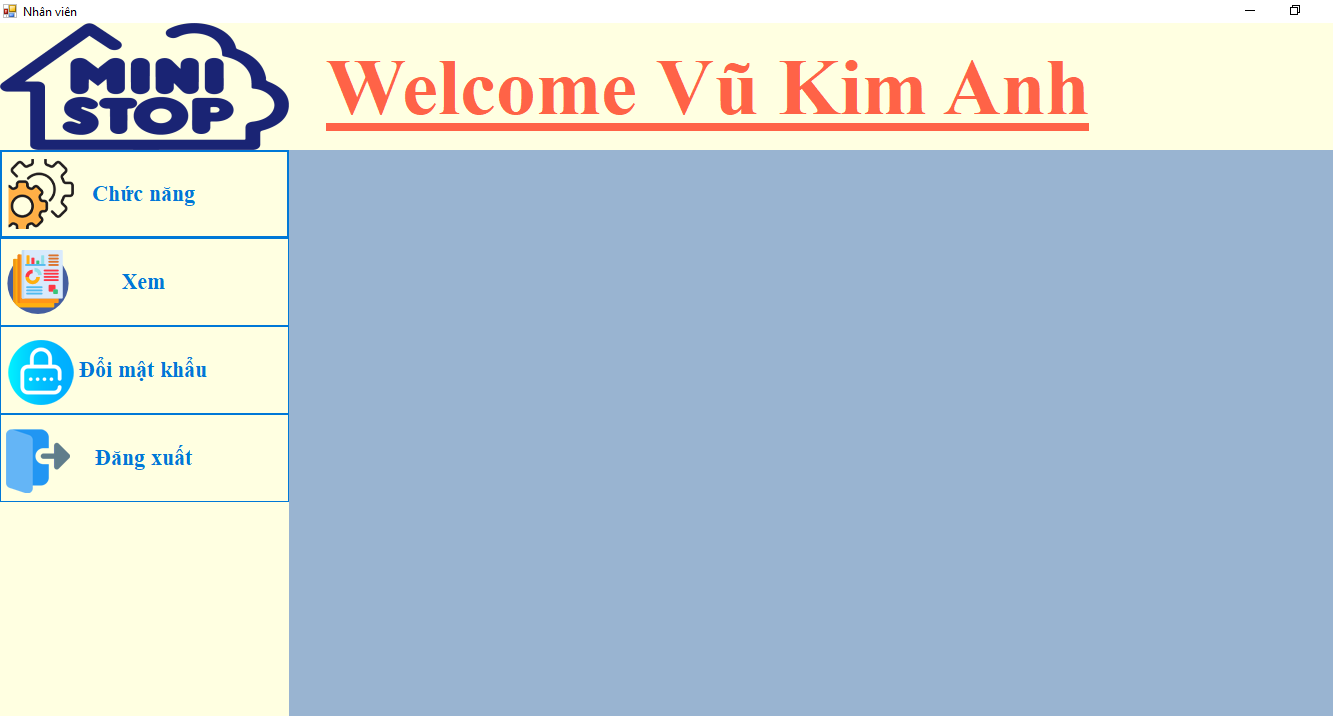 Nhân viên
MINI
STOP
Welcome Vũ Kim Anh
Chức năng
Xem
Đổi mật khẩu
Đăng xuất